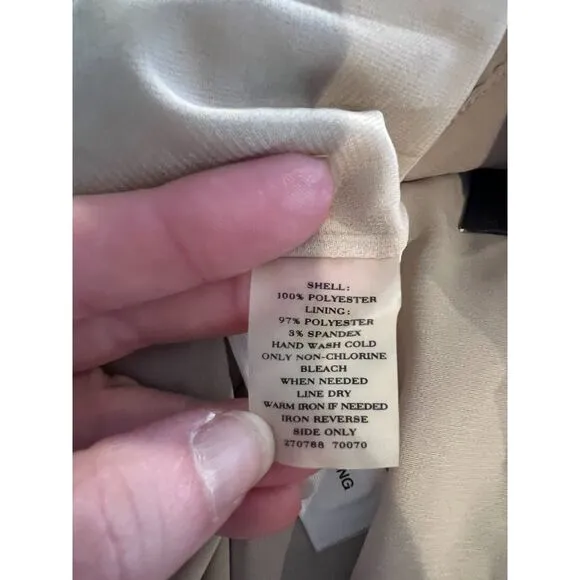 SHELL:
100% POLYESTER
LINING:
97% POLYESTER
3% SPANDEX
HAND WASH COLD
ONLY NON-CHLORINE
BLEACH
WHEN NEEDED
LINE DRY
WARM IRON IF NEEDED
IRON REVERSE
SIDE ONLY
270788 70070